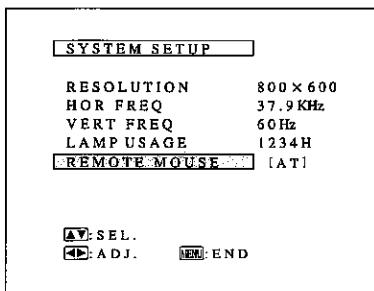 SYSTEM SETUP
RESOLUTION 800×600
HOR FREQ 37.9KHz
VERT FREQ 60Hz
LAMP USAGE 1234H
REMOTE MOUSE [AT]
▲▼:SEL.
◀▶:ADJ. MENU:END